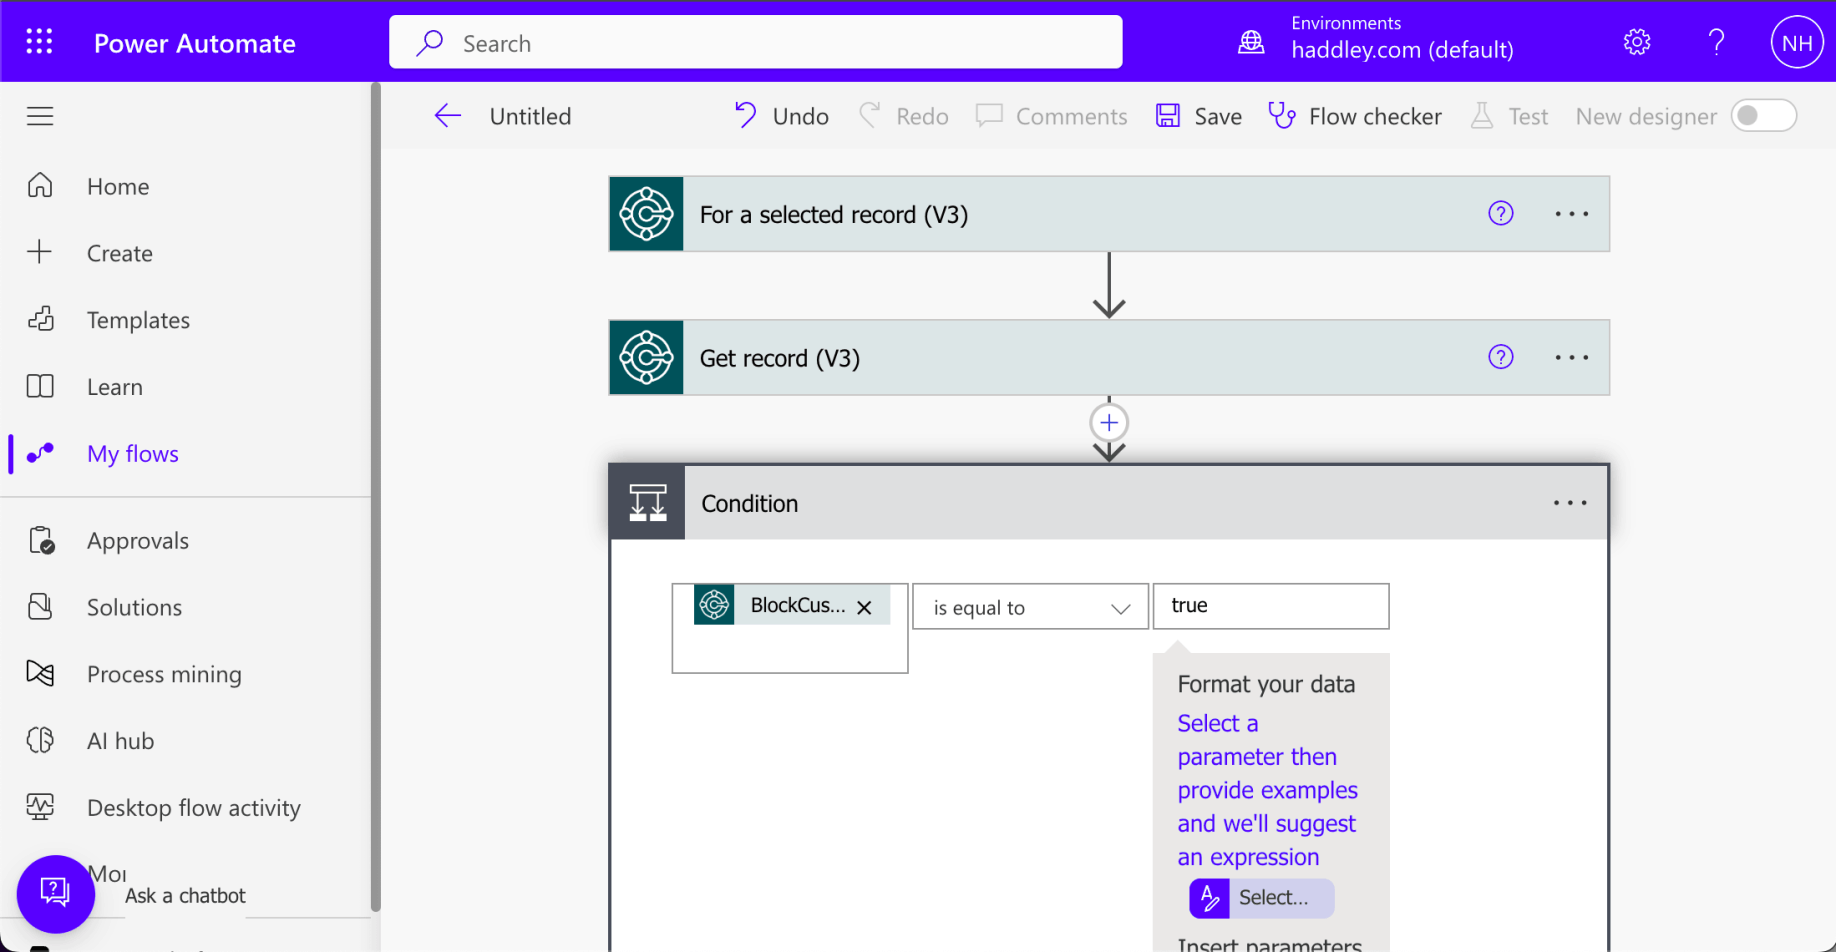 Power Automate
Search
Environments
haddley.com (default)
NH
Untitled
Undo
Redo
Comments
Save
Flow checker
Test
New designer
Home
Create
Templates
Learn
My flows
Approvals
Solutions
Process mining
AI hub
Desktop flow activity
Ask a chatbot
For a selected record (V3)
Get record (V3)
Condition
BlockCus...
is equal to
true
Format your data
Select a
parameter then
provide examples
and we'll suggest
an expression
Select...
Insert parameters